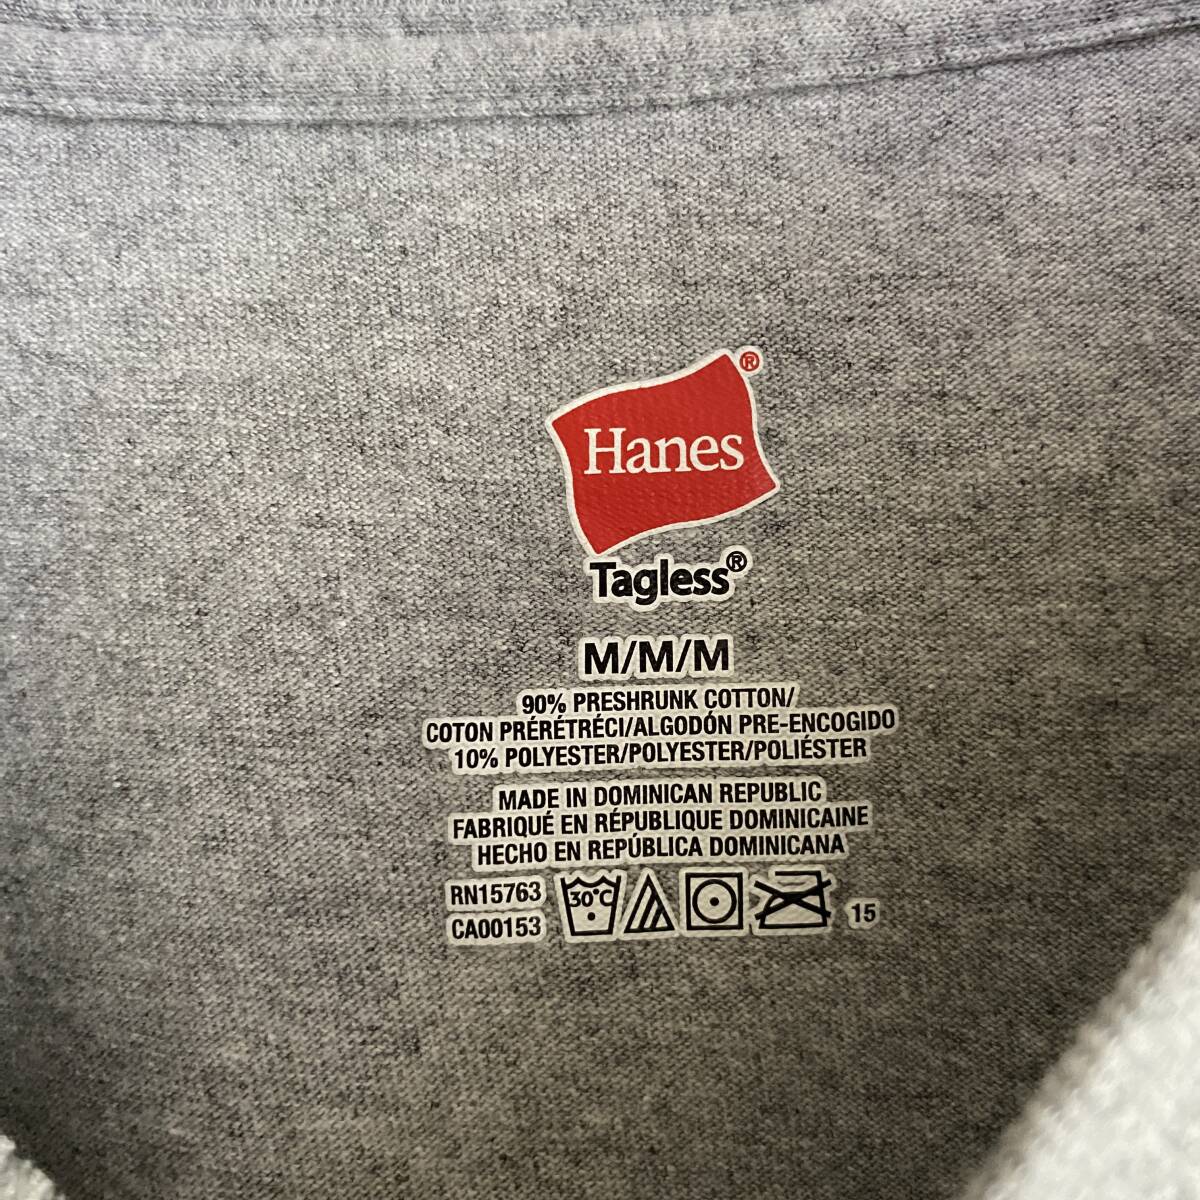 Hanes®
Tagless®
M/M/M
90% PRESHRUNK COTTON/
COTON PRÉRÉTRÉCI/ALGODÓN PRE-ENCOGIDO
10% POLYESTER/POLYESTER/POLIÉSTER
MADE IN DOMINICAN REPUBLIC
FABRIQUÉ EN RÉPUBLIQUE DOMINICAINE
HECHO EN REPÚBLICA DOMINICANA
RN15763
CA00153
30°C
15